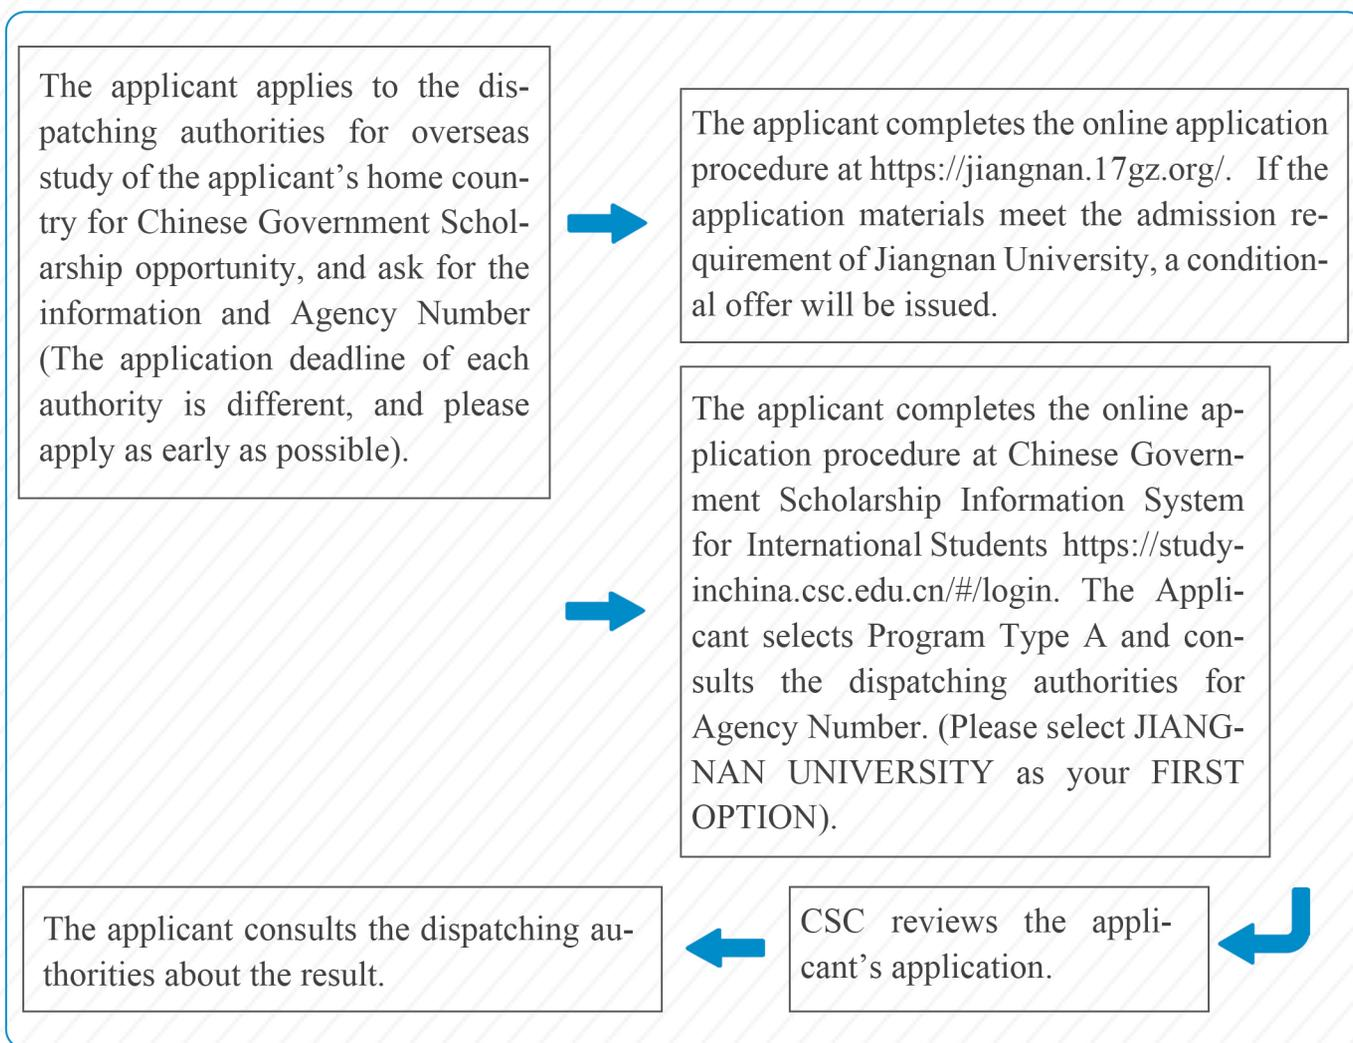 The applicant applies to the dis-
patching authorities for overseas
study of the applicant’s home coun-
try for Chinese Government Schol-
arship opportunity, and ask for the
information and Agency Number
(The application deadline of each
authority is different, and please
apply as early as possible).
The applicant completes the online application
procedure at https://jiangnan.17gz.org/. If the
application materials meet the admission re-
quirement of Jiangnan University, a condition-
al offer will be issued.
The applicant completes the online ap-
plication procedure at Chinese Govern-
ment Scholarship Information System
for International Students https://study-
inchina.csc.edu.cn/#/login. The Appli-
cant selects Program Type A and con-
sults the dispatching authorities for
Agency Number. (Please select JIANG-
NAN UNIVERSITY as your FIRST
OPTION).
CSC reviews the appli-
cant’s application.
The applicant consults the dispatching au-
thorities about the result.